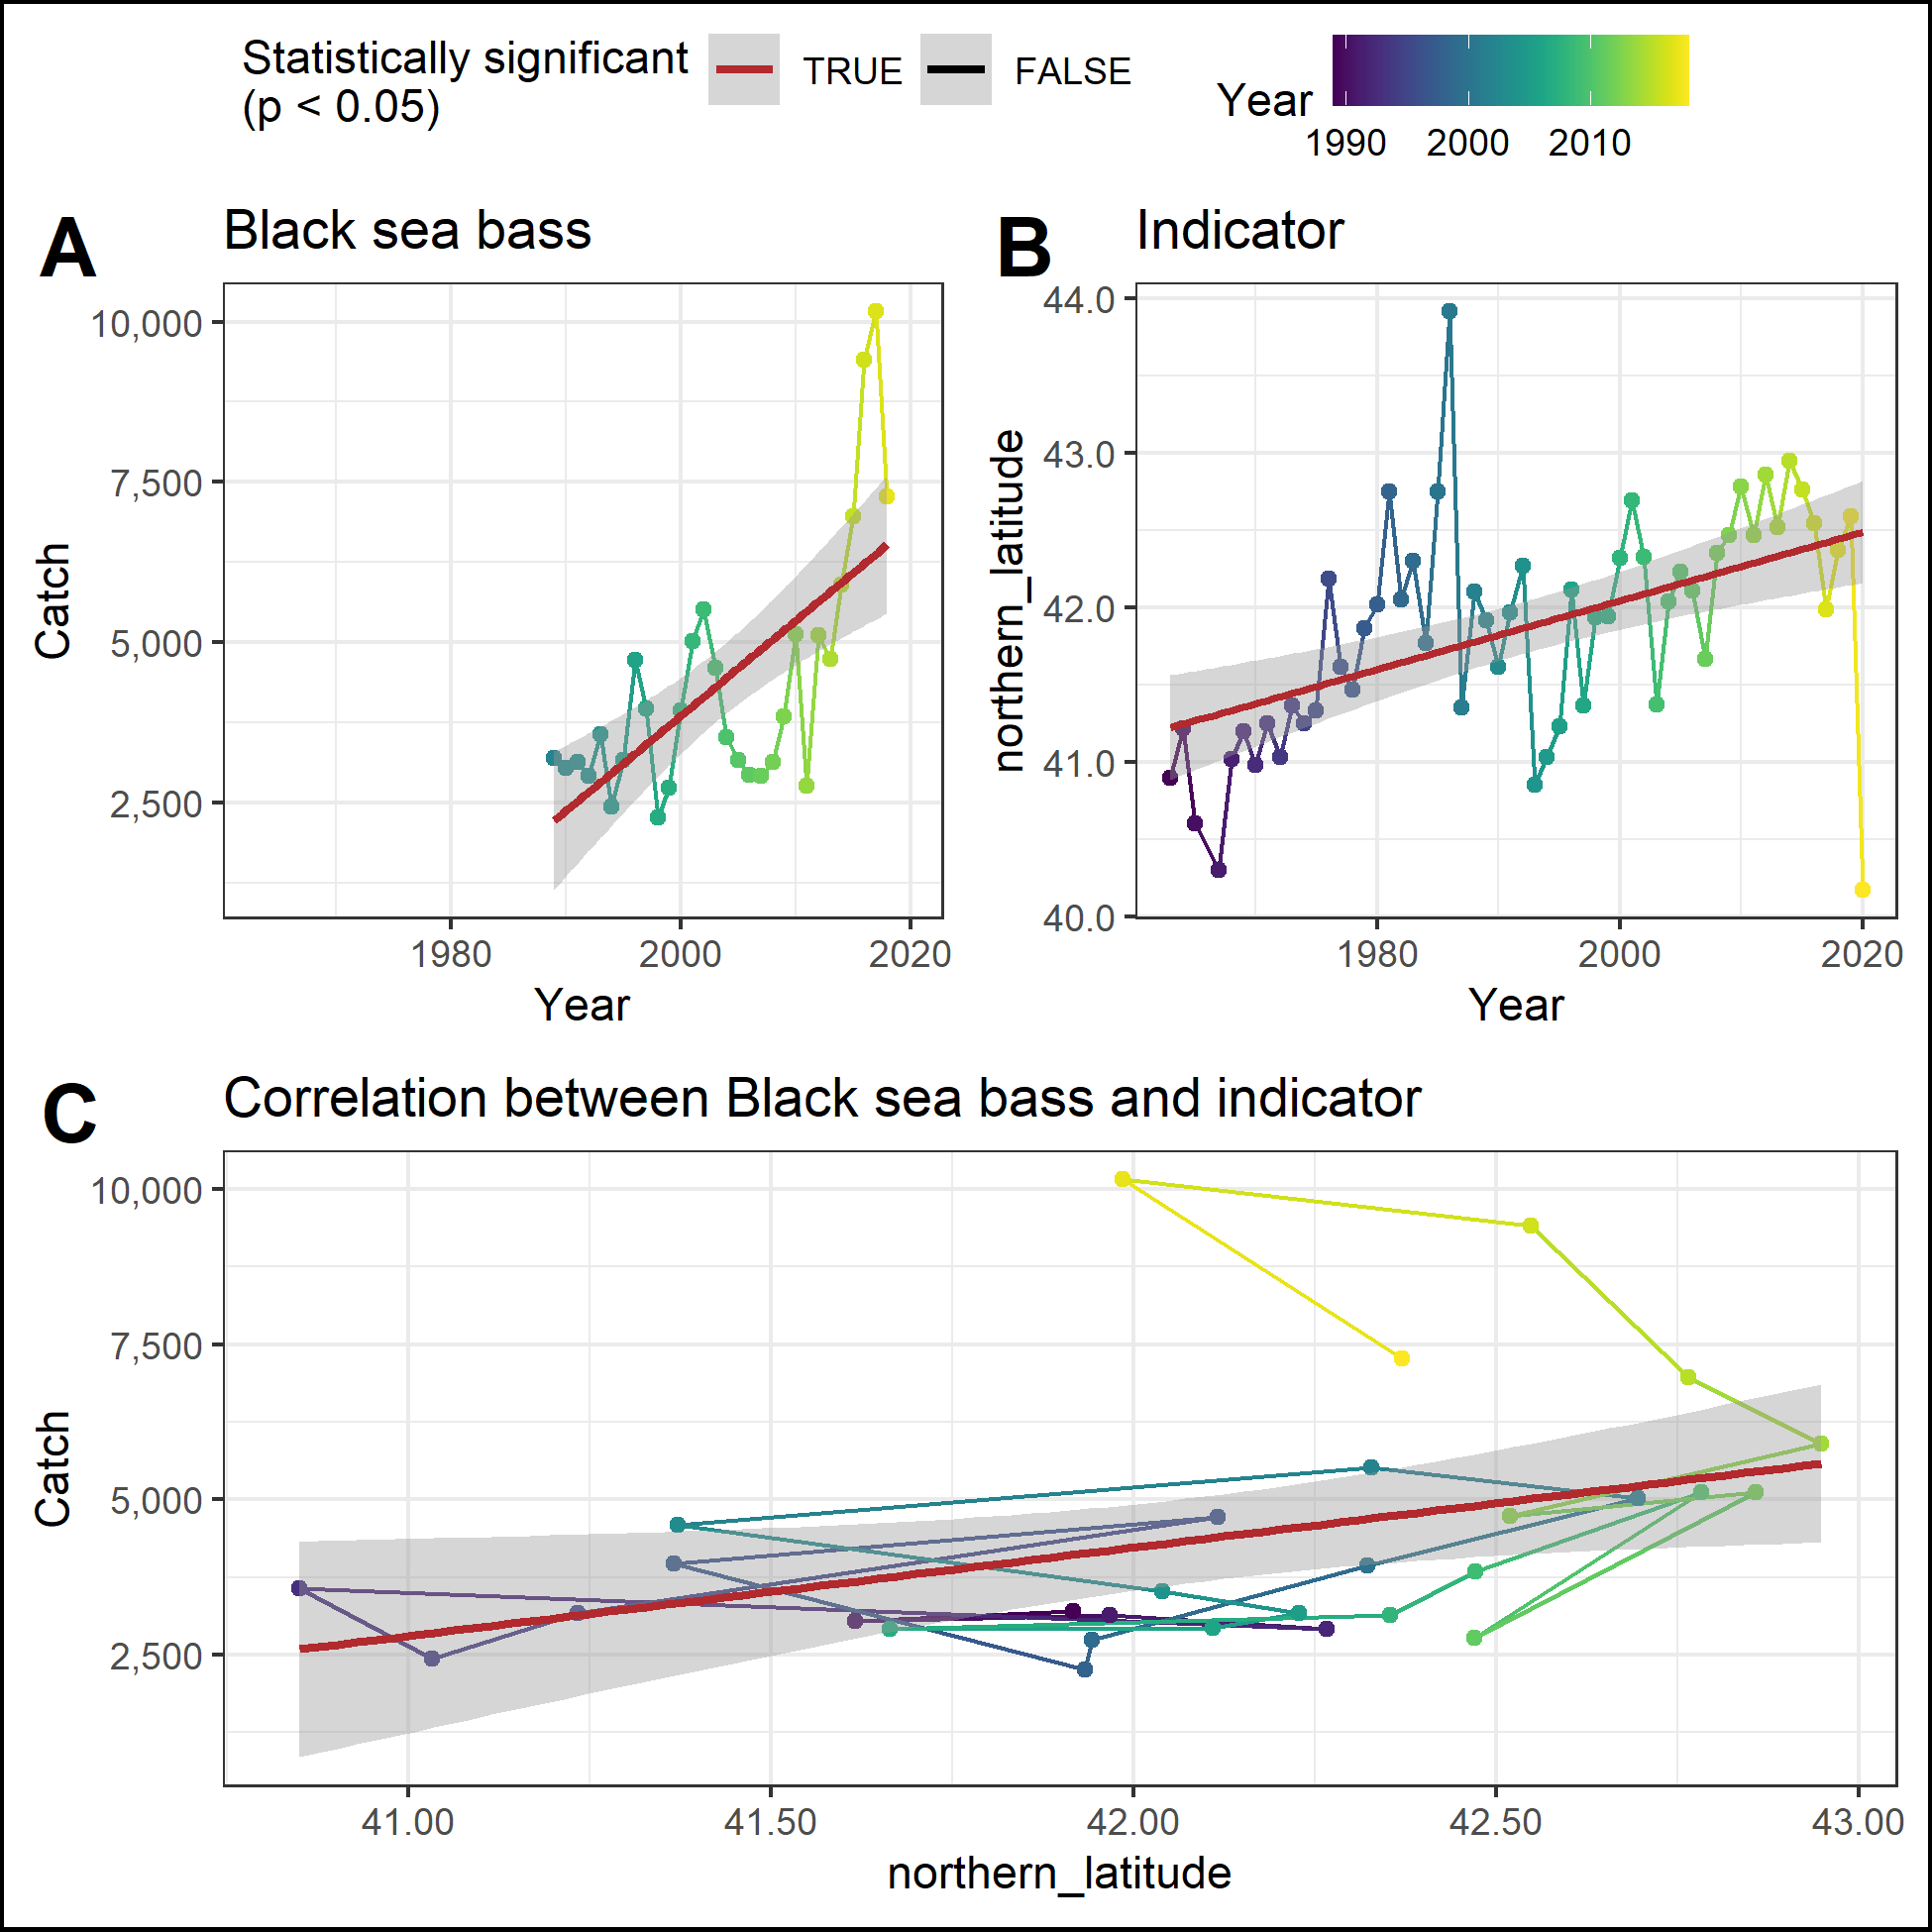 Statistically significant
(p < 0.05)
TRUE
FALSE
Year
1990 2000 2010
A
Black sea bass
10,000
7,500
5,000
2,500
Catch
1980 2000 2020
Year
B
Indicator
44.0
43.0
42.0
41.0
40.0
northern_latitude
1980 2000 2020
Year
C
Correlation between Black sea bass and indicator
10,000
7,500
5,000
2,500
Catch
41.00 41.50 42.00 42.50 43.00
northern_latitude